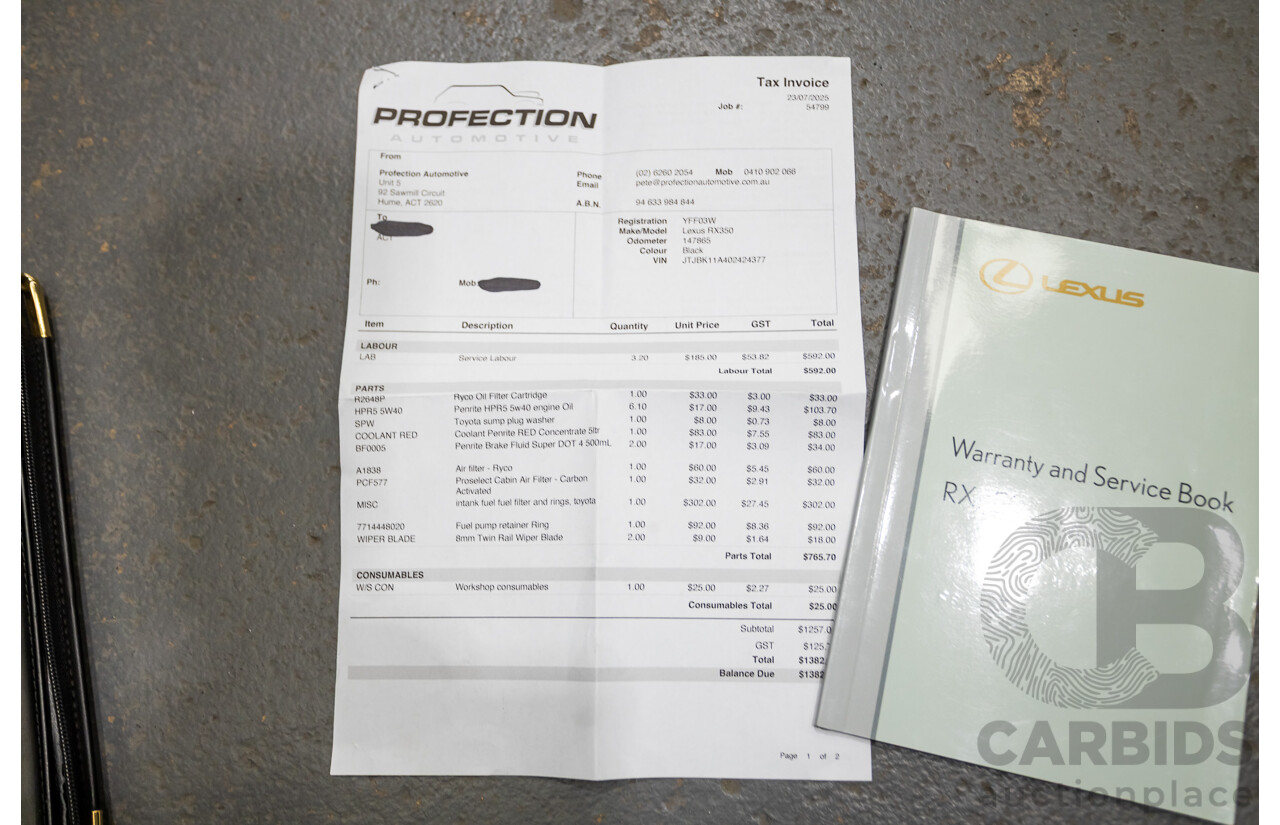 Tax Invoice
23/07/2025
Job #: 54799
PROFECTION
AUTOMOTIVE
From
Profection Automotive
Unit 5
92 Sawmill Circuit
Hume, ACT 2620
Phone (02) 6260 2054 Mob 0410 902 066
Email pete@profectionautomotive.com.au
A.B.N. 94 633 984 844
To
ACT
Ph: Mob:
Registration YFF03W
Make/Model Lexus RX350
Odometer 147865
Colour Black
VIN JTJBK11A402424377
Item Description Quantity Unit Price GST Total
LABOUR
LAB Service Labour 3.20 $185.00 $53.82 $592.00
Labour Total $592.00
PARTS
R2648P Ryco Oil Filter Cartridge 1.00 $33.00 $3.00 $33.00
HPR5 5W40 Penrite HPR5 5w40 engine Oil 6.10 $17.00 $9.43 $103.70
SPW Toyota sump plug washer 1.00 $8.00 $0.73 $8.00
COOLANT RED Coolant Penrite RED Concentrate 5ltr 1.00 $83.00 $7.55 $83.00
BF0005 Penrite Brake Fluid Super DOT 4 500mL 2.00 $17.00 $3.09 $34.00
A1838 Air filter - Ryco 1.00 $60.00 $5.45 $60.00
PCF577 Proselect Cabin Air Filter - Carbon 1.00 $32.00 $2.91 $32.00
Activated
MISC intank fuel fuel filter and rings, toyota 1.00 $302.00 $27.45 $302.00
7714448020 Fuel pump retainer Ring 1.00 $92.00 $8.36 $92.00
WIPER BLADE 8mm Twin Rail Wiper Blade 2.00 $9.00 $1.64 $18.00
Parts Total $765.70
CONSUMABLES
W/S CON Workshop consumables 1.00 $25.00 $2.27 $25.00
Consumables Total $25.00
Subtotal $1257.0
GST $125.
Total $1382
Balance Due $1382
Page 1 of 2
LEXUS
Warranty and Service Book
RX
CB
CARBIDS
auctionplace